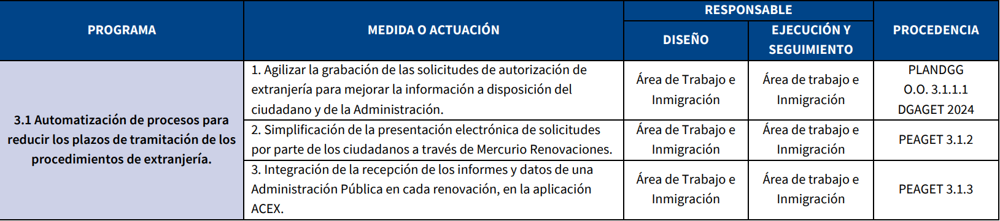 PROGRAMA
MEDIDA O ACTUACIÓN
RESPONSABLE
DISEÑO
EJECUCIÓN Y
SEGUIMIENTO
PROCEDENCIA
3.1 Automatización de procesos para
reducir los plazos de tramitación de los
procedimientos de extranjería.
1. Agilizar la grabación de las solicitudes de autorización de
extranjería para mejorar la información a disposición del
ciudadano y de la Administración.
Área de Trabajo e
Inmigración
Área de trabajo e
Inmigración
PLANDGG
O.O. 3.1.1.1
DGAGET 2024
2. Simplificación de la presentación electrónica de solicitudes
por parte de los ciudadanos a través de Mercurio Renovaciones.
Área de Trabajo e
Inmigración
Área de trabajo e
Inmigración
PEAGET 3.1.2
3. Integración de la recepción de los informes y datos de una
Administración Pública en cada renovación, en la aplicación
ACEX.
Área de Trabajo e
Inmigración
Área de trabajo e
Inmigración
PEAGET 3.1.3